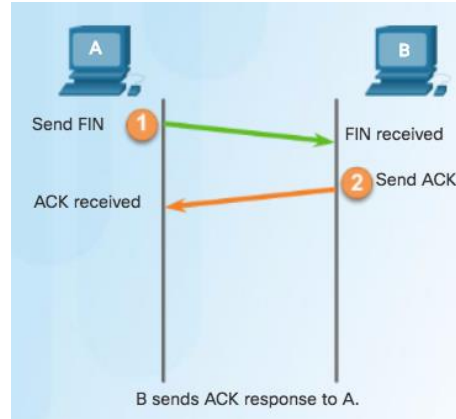 A
B
Send FIN
1
FIN received
2
Send ACK
ACK received
B sends ACK response to A.